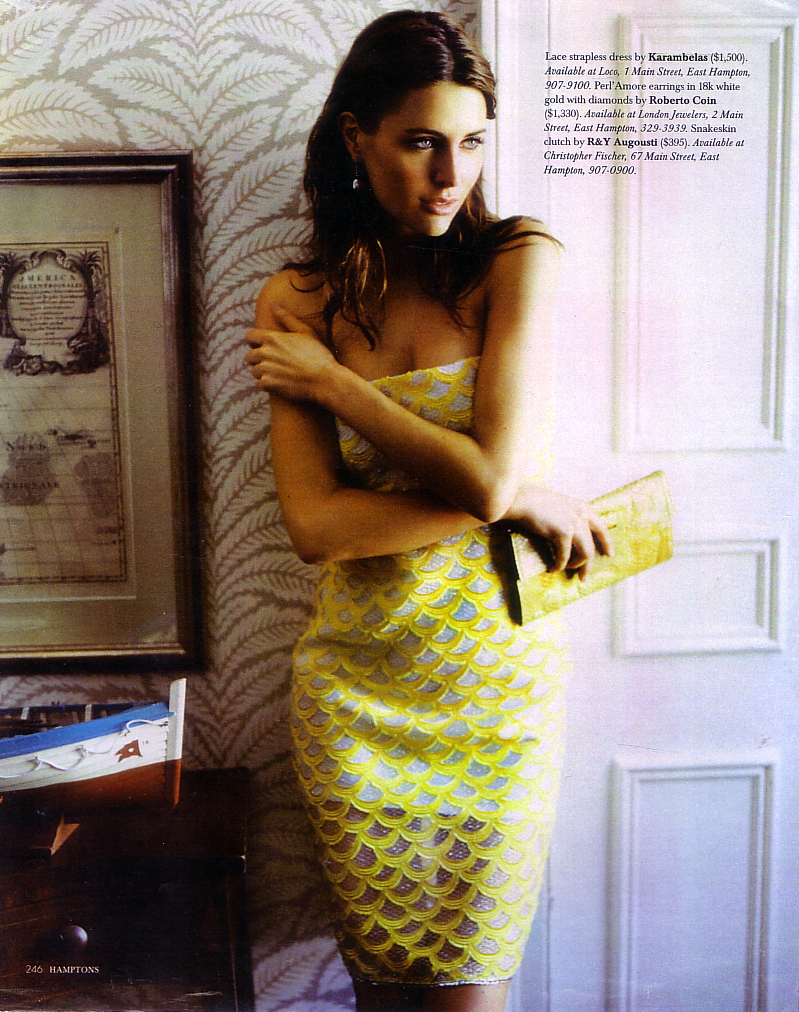 Lace strapless dress by Karambelas ($1,500).
Available at Loco, 1 Main Street, East Hampton,
907-9100. Perl'Amore earrings in 18k white
gold with diamonds by Roberto Coin
($1,330). Available at London Jewelers, 2 Main
Street, East Hampton, 329-3939. Snakeskin
clutch by R&Y Augousti ($395). Available at
Christopher Fischer, 67 Main Street, East
Hampton, 907-0900.
AMERICA
246 HAMPTONS